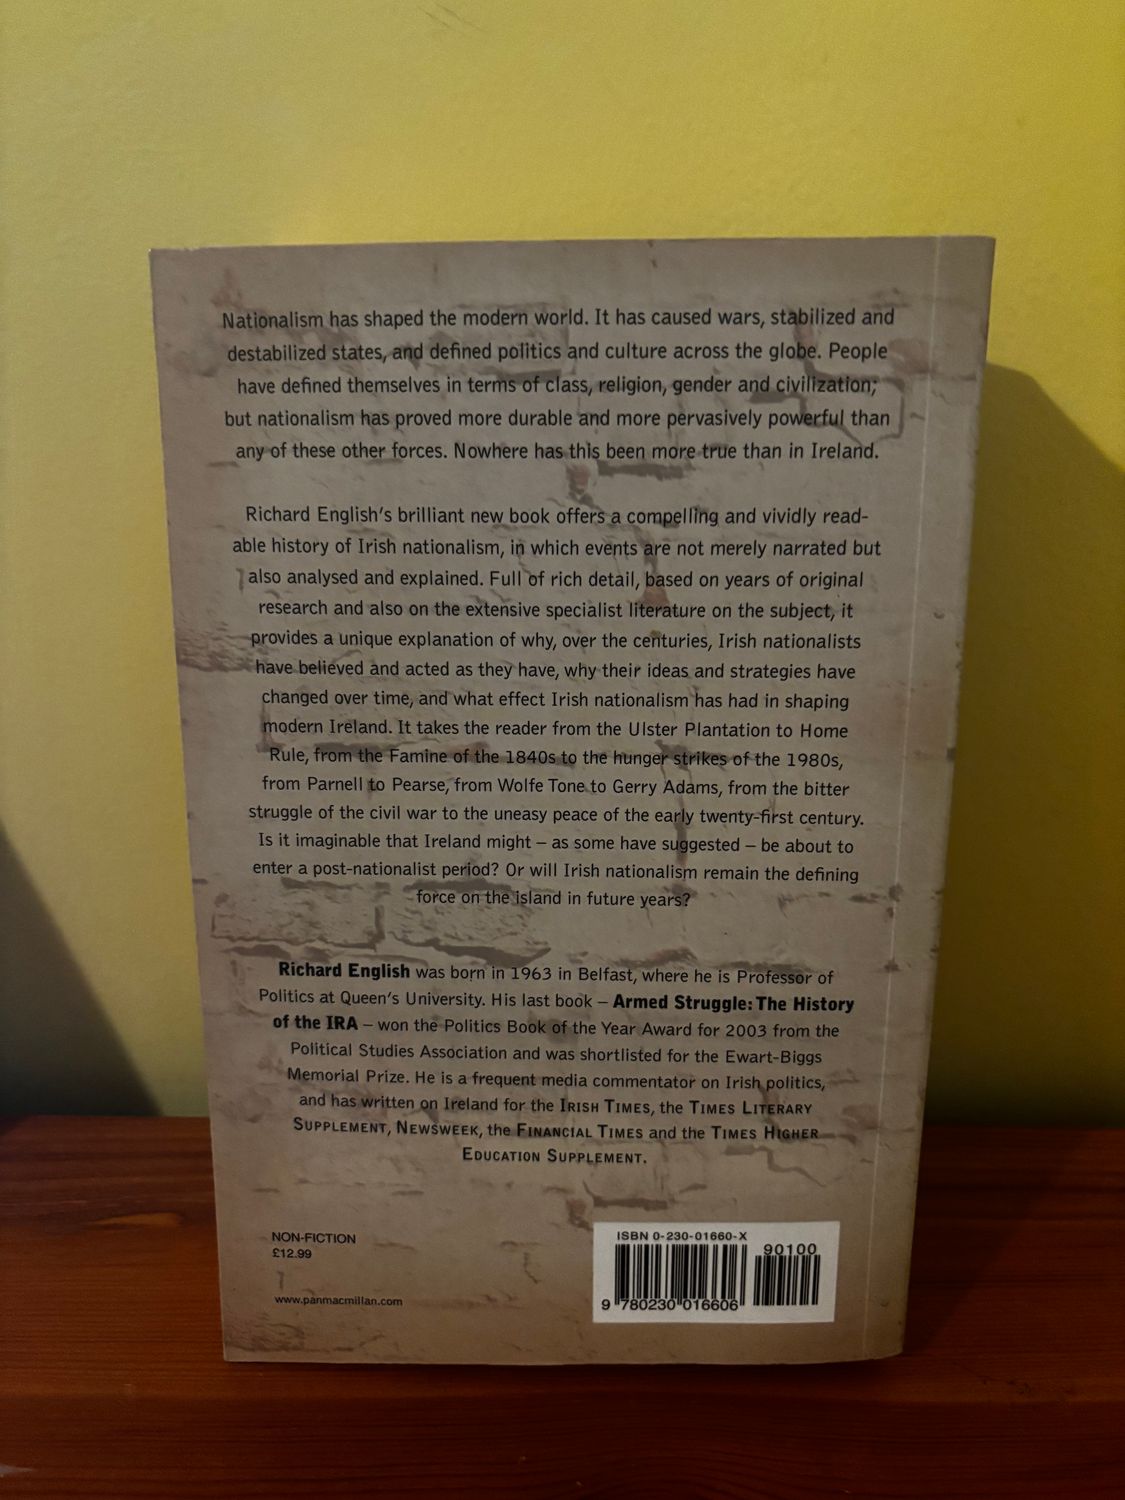 Nationalism has shaped the modern world. It has caused wars, stabilized and
destabilized states, and defined politics and culture across the globe. People
have defined themselves in terms of class, religion, gender and civilization;
but nationalism has proved more durable and more pervasively powerful than
any of these other forces. Nowhere has this been more true than in Ireland.
Richard English's brilliant new book offers a compelling and vividly read-
able history of Irish nationalism, in which events are not merely narrated but
also analysed and explained. Full of rich detail, based on years of original
research and also on the extensive specialist literature on the subject, it
provides a unique explanation of why, over the centuries, Irish nationalists
have believed and acted as they have, why their ideas and strategies have
changed over time, and what effect Irish nationalism has had in shaping
modern Ireland. It takes the reader from the Ulster Plantation to Home
Rule, from the Famine of the 1840s to the hunger strikes of the 1980s,
from Parnell to Pearse, from Wolfe Tone to Gerry Adams, from the bitter
struggle of the civil war to the uneasy peace of the early twenty-first century.
Is it imaginable that Ireland might – as some have suggested – be about to
enter a post-nationalist period? Or will Irish nationalism remain the defining
force on the island in future years?
Richard English was born in 1963 in Belfast, where he is Professor of
Politics at Queen's University. His last book – Armed Struggle: The History
of the IRA – won the Politics Book of the Year Award for 2003 from the
Political Studies Association and was shortlisted for the Ewart-Biggs
Memorial Prize. He is a frequent media commentator on Irish politics,
and has written on Ireland for the IRISH TIMES, the TIMES LITERARY
SUPPLEMENT, NEWSWEEK, the FINANCIAL TIMES and the TIMES HIGHER
EDUCATION SUPPLEMENT.
NON-FICTION
£12.99
www.panmacmillan.com
ISBN 0-230-01660-X
90100
9 780230 016606